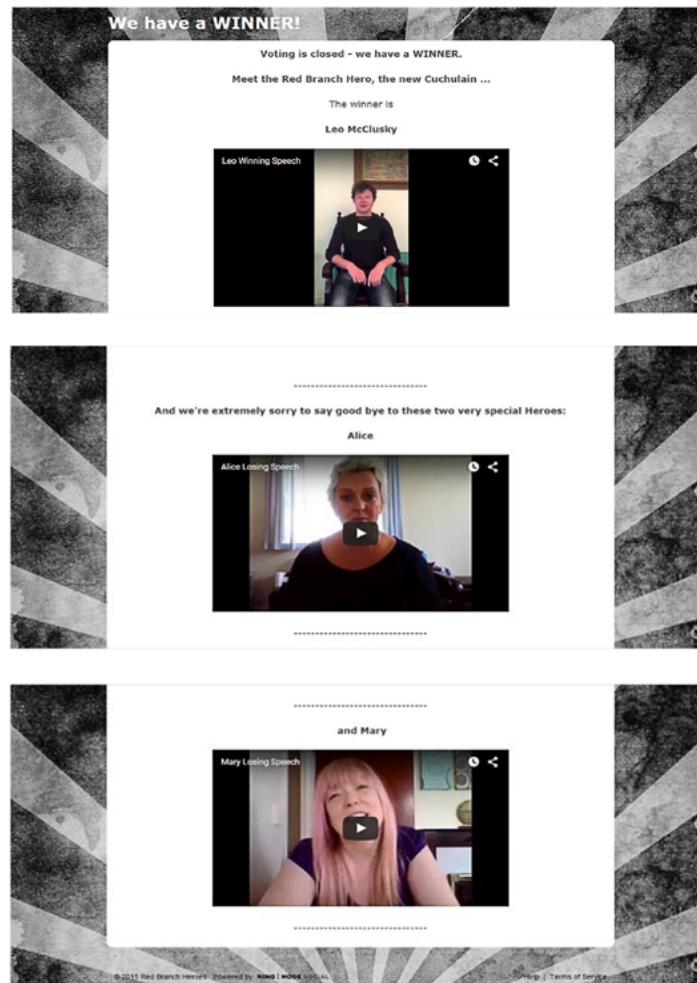 We have a WINNER!
Voting is closed - we have a WINNER.
Meet the Red Branch Hero, the new Cuchulain ...
The winner is
Leo McClusky
Leo Winning Speech
-------------------------------
And we're extremely sorry to say good bye to these two very special Heroes:
Alice
Alice Losing Speech
-------------------------------
-------------------------------
and Mary
Mary Losing Speech
-------------------------------
© 2015 Red Branch Heroes Powered by NING | MODE SOCIAL
Help | Terms of Service